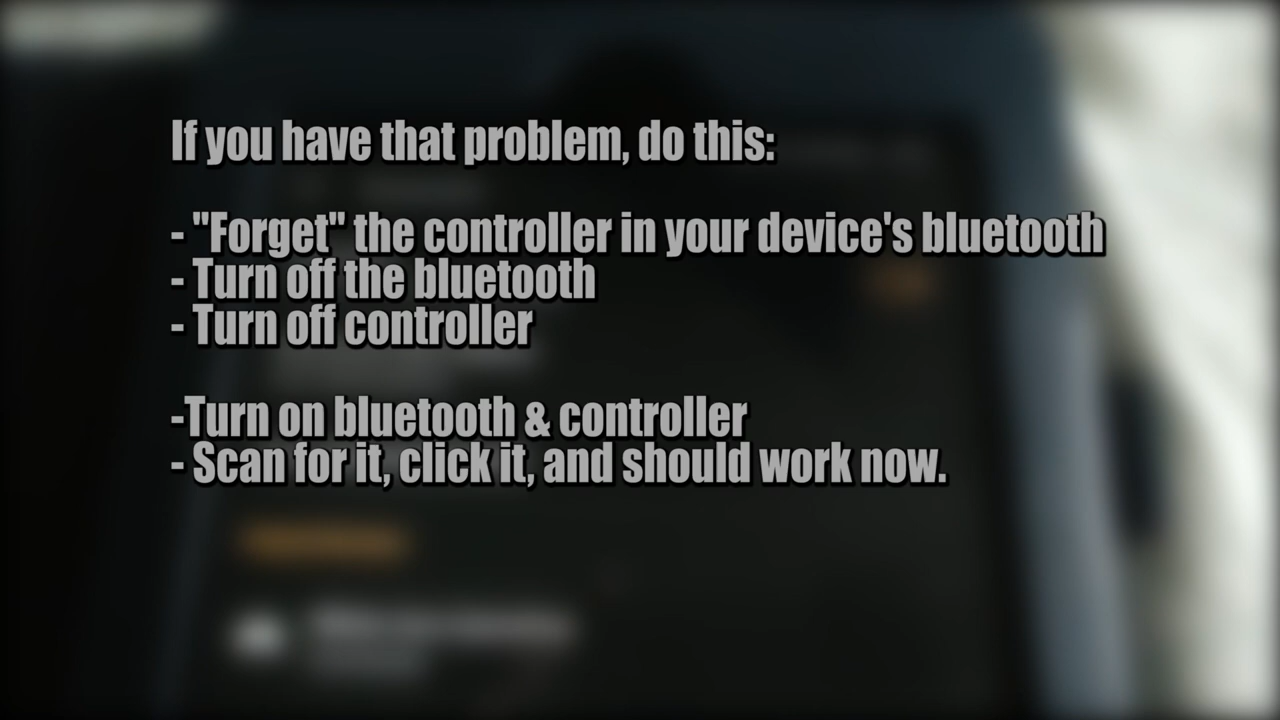 If you have that problem, do this:
- "Forget" the controller in your device's bluetooth
- Turn off the bluetooth
- Turn off controller
-Turn on bluetooth & controller
- Scan for it, click it, and should work now.